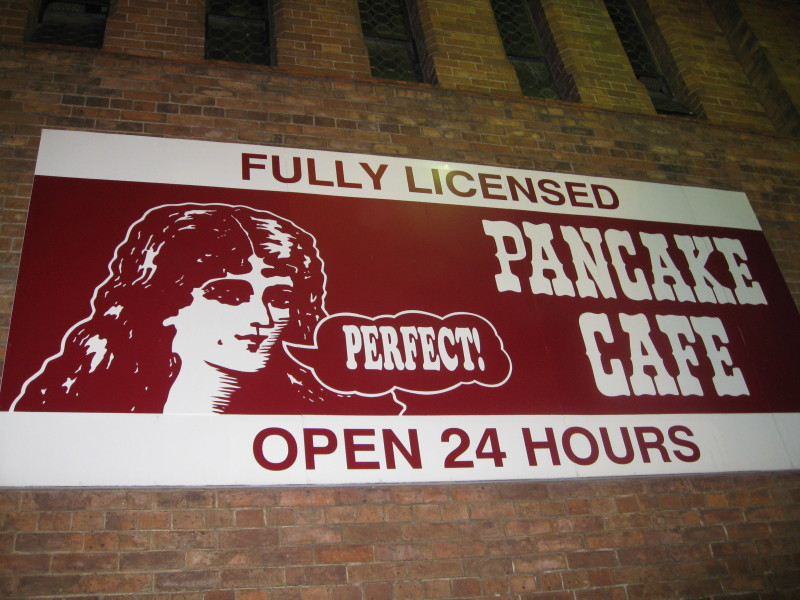 FULLY LICENSED
PANCAKE
CAFE
PERFECT!
OPEN 24 HOURS